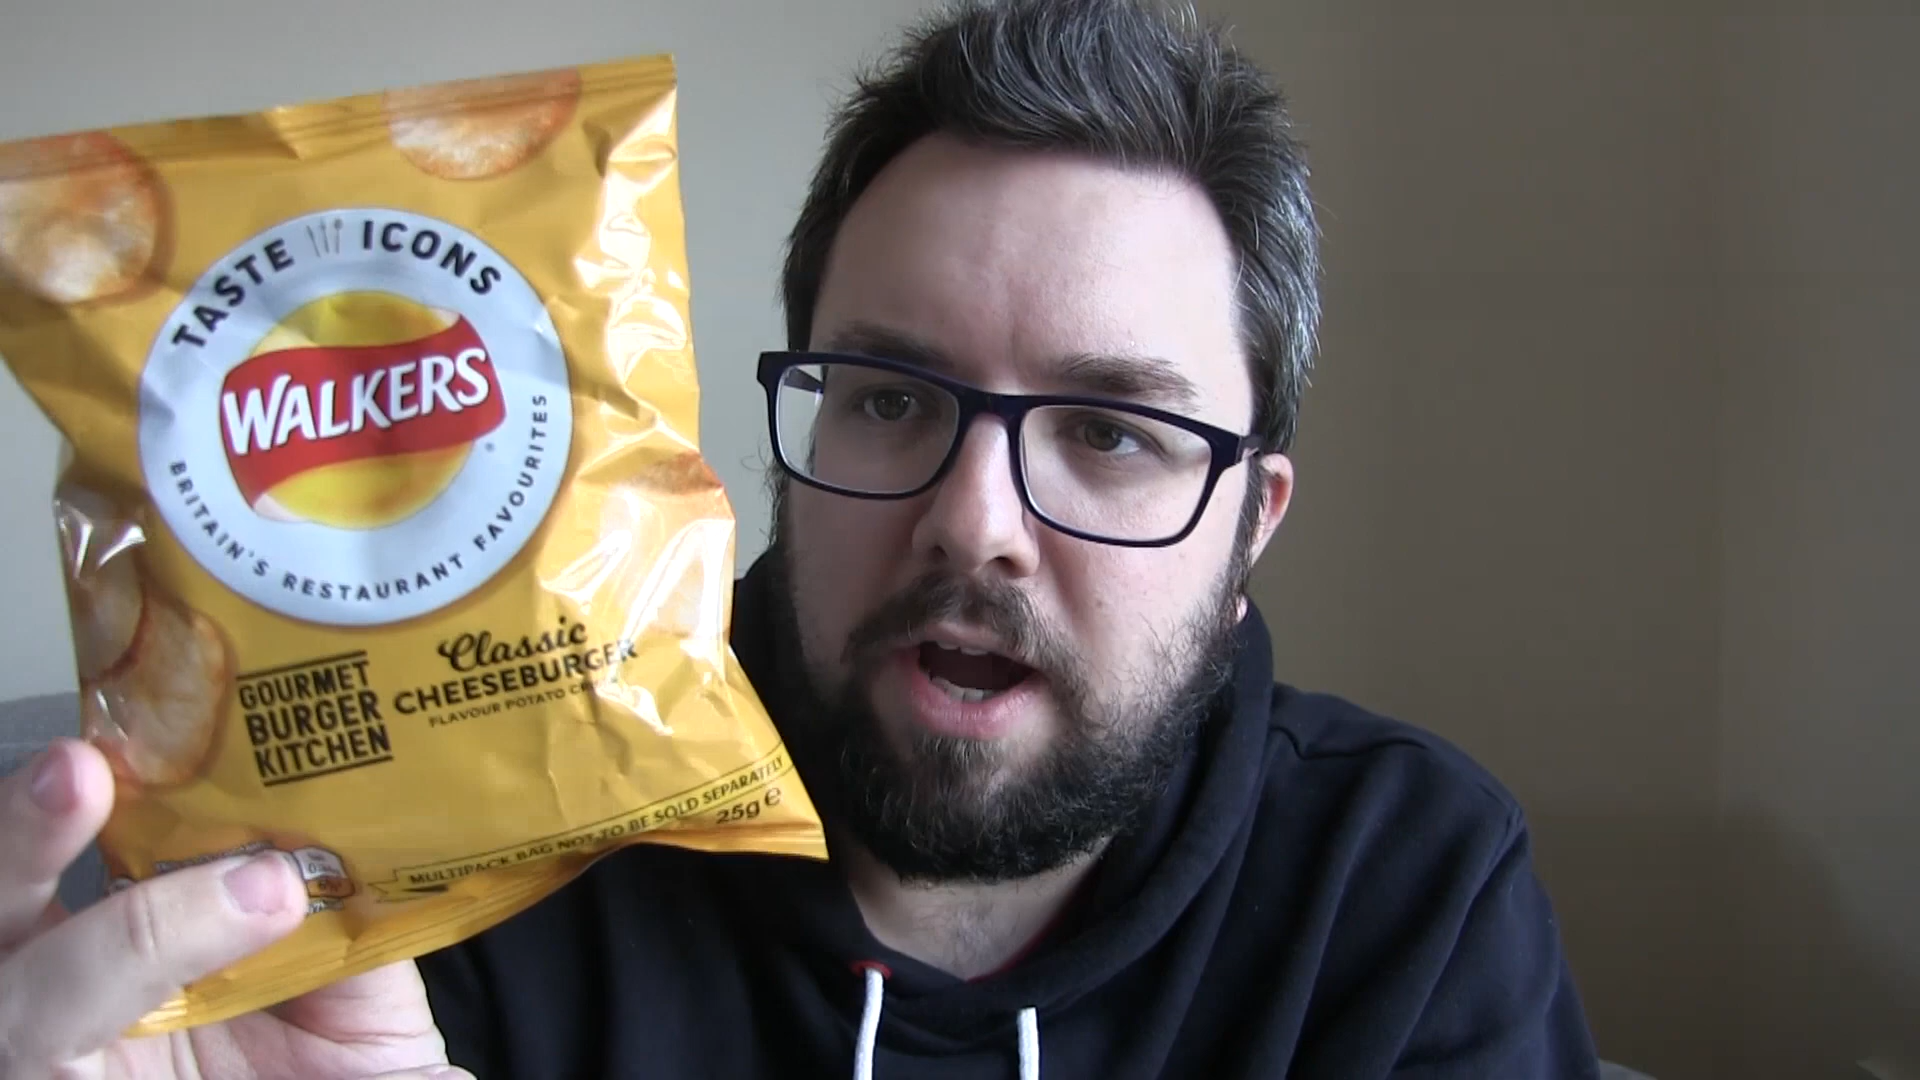 TASTE ICONS
WALKERS
BRITAIN'S RESTAURANT FAVOURITES
GOURMET
BURGER
KITCHEN
Classic
CHEESEBURGER
FLAVOUR POTATO
MULTIPACK BAG NOT TO BE SOLD SEPARATELY
25g e